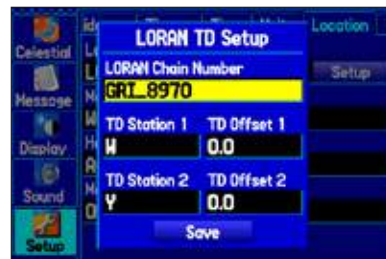 Location
LORAN TD Setup
Celestial
LORAN Chain Number
Setup
GRI_8970
Message
TD Station 1 TD Offset 1
W 0.0
Display
TD Station 2 TD Offset 2
Y 0.0
Sound
Save
Setup